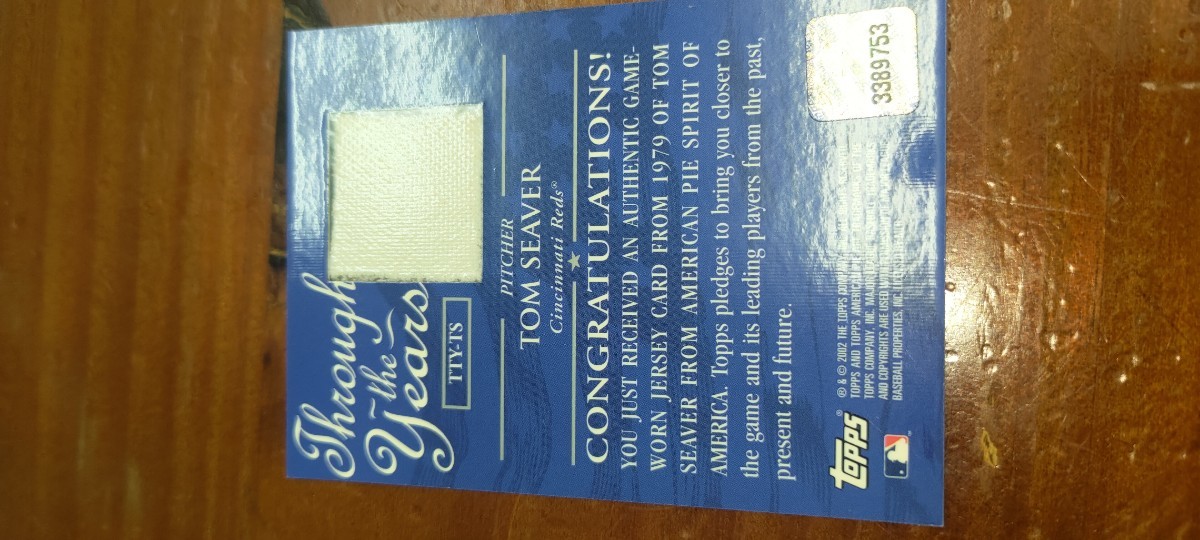 Through
the
Years
TTY-TS
PITCHER
TOM SEAVER
Cincinnati Reds®
CONGRATULATIONS!
YOU JUST RECEIVED AN AUTHENTIC GAME-
WORN JERSEY CARD FROM 1979 OF TOM
SEAVER FROM AMERICAN PIE SPIRIT OF
AMERICA. Topps pledges to bring you closer to
the game and its leading players from the past,
present and future.
3389753
topps®
® & © 2002 THE TOPPS
TOPPS AND TOPPS
TOPPS COMPANY, INC.
AND COPYRIGHTS ARE USED
BASEBALL PROPERTIES, INC.